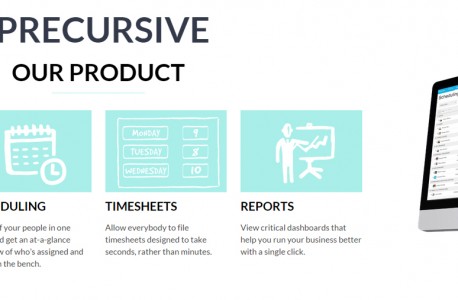 PRECURSIVE
OUR PRODUCT
MONDAY 9
TUESDAY 8
WEDNESDAY 10
DULING
TIMESHEETS
REPORTS
f your people in one
d get an at-a-glance
w of who's assigned and
n the bench.
Allow everybody to file
timesheets designed to take
seconds, rather than minutes.
View critical dashboards that
help you run your business better
with a single click.